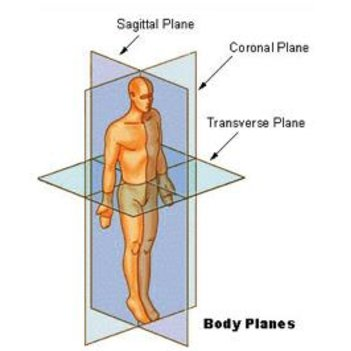 Sagittal Plane
Coronal Plane
Transverse Plane
Body Planes